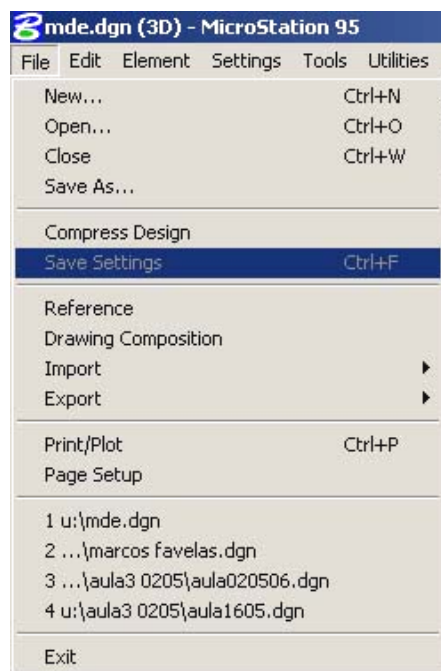 mde.dgn (3D) - MicroStation 95
File Edit Element Settings Tools Utilities
New... Ctrl+N
Open... Ctrl+O
Close Ctrl+W
Save As...
Compress Design
Save Settings Ctrl+F
Reference
Drawing Composition
Import
Export
Print/Plot Ctrl+P
Page Setup
1 u:\mde.dgn
2 ...\marcos favelas.dgn
3 ...\aula3 0205\aula020506.dgn
4 u:\aula3 0205\aula1605.dgn
Exit